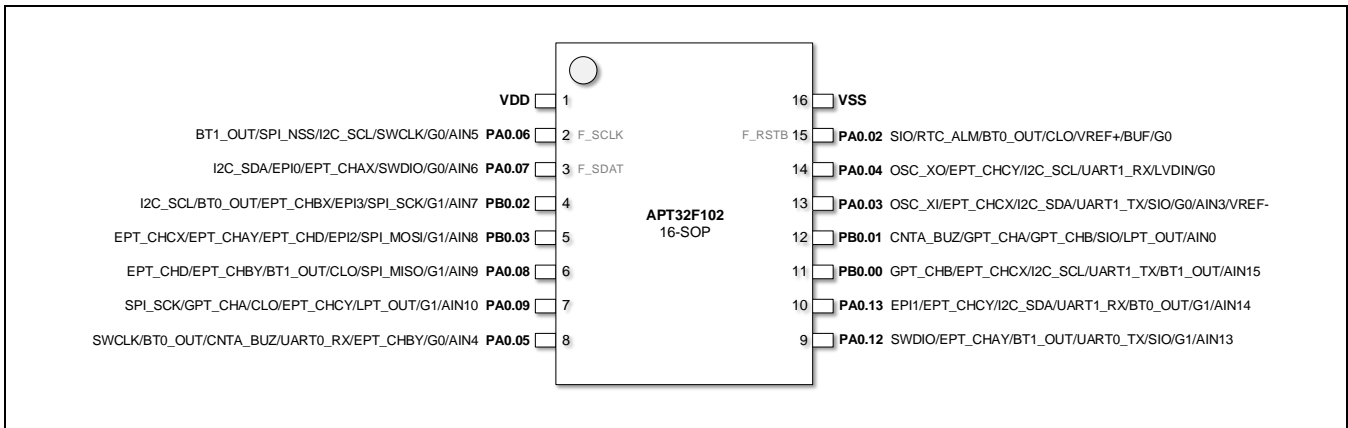 VDD 1
16 VSS
BT1_OUT/SPI_NSS/I2C_SCL/SWCLK/G0/AIN5 PA0.06 2 F_SCLK
F_RSTB 15 PA0.02 SIO/RTC_ALM/BT0_OUT/CLO/VREF+/BUF/G0
I2C_SDA/EPI0/EPT_CHAX/SWDIO/G0/AIN6 PA0.07 3 F_SDAT
14 PA0.04 OSC_XO/EPT_CHCY/I2C_SCL/UART1_RX/LVDIN/G0
I2C_SCL/BT0_OUT/EPT_CHBX/EPI3/SPI_SCK/G1/AIN7 PB0.02 4
13 PA0.03 OSC_XI/EPT_CHCX/I2C_SDA/UART1_TX/SIO/G0/AIN3/VREF-
APT32F102
16-SOP
EPT_CHCX/EPT_CHAY/EPT_CHD/EPI2/SPI_MOSI/G1/AIN8 PB0.03 5
12 PB0.01 CNTA_BUZ/GPT_CHA/GPT_CHB/SIO/LPT_OUT/AIN0
EPT_CHD/EPT_CHBY/BT1_OUT/CLO/SPI_MISO/G1/AIN9 PA0.08 6
11 PB0.00 GPT_CHB/EPT_CHCX/I2C_SCL/UART1_TX/BT1_OUT/AIN15
SPI_SCK/GPT_CHA/CLO/EPT_CHCY/LPT_OUT/G1/AIN10 PA0.09 7
10 PA0.13 EPI1/EPT_CHCY/I2C_SDA/UART1_RX/BT0_OUT/G1/AIN14
SWCLK/BT0_OUT/CNTA_BUZ/UART0_RX/EPT_CHBY/G0/AIN4 PA0.05 8
9 PA0.12 SWDIO/EPT_CHAY/BT1_OUT/UART0_TX/SIO/G1/AIN13